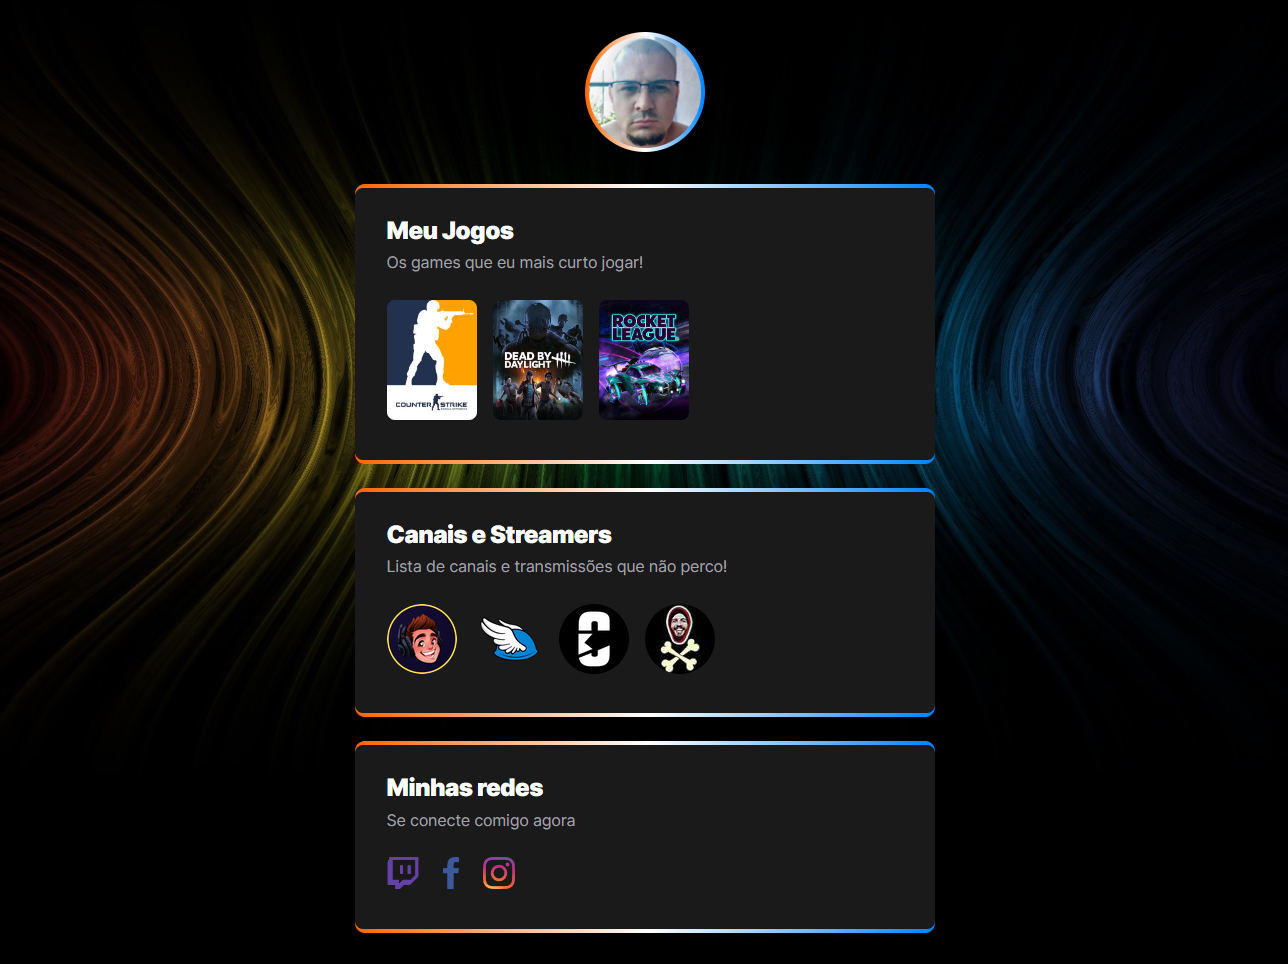 Meu Jogos
Os games que eu mais curto jogar!
COUNTER STRIKE
DEAD BY
DAYLIGHT
ROCKET
LEAGUE
Canais e Streamers
Lista de canais e transmissões que não perco!
Minhas redes
Se conecte comigo agora